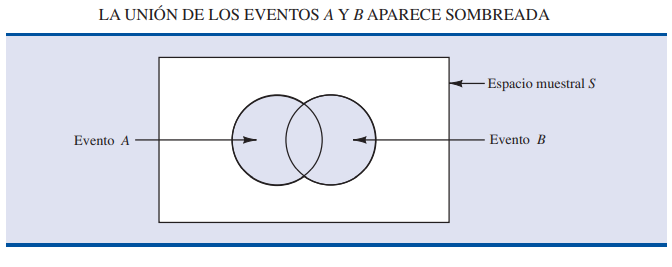 LA UNIÓN DE LOS EVENTOS A Y B APARECE SOMBREADA
Espacio muestral S
Evento A
Evento B